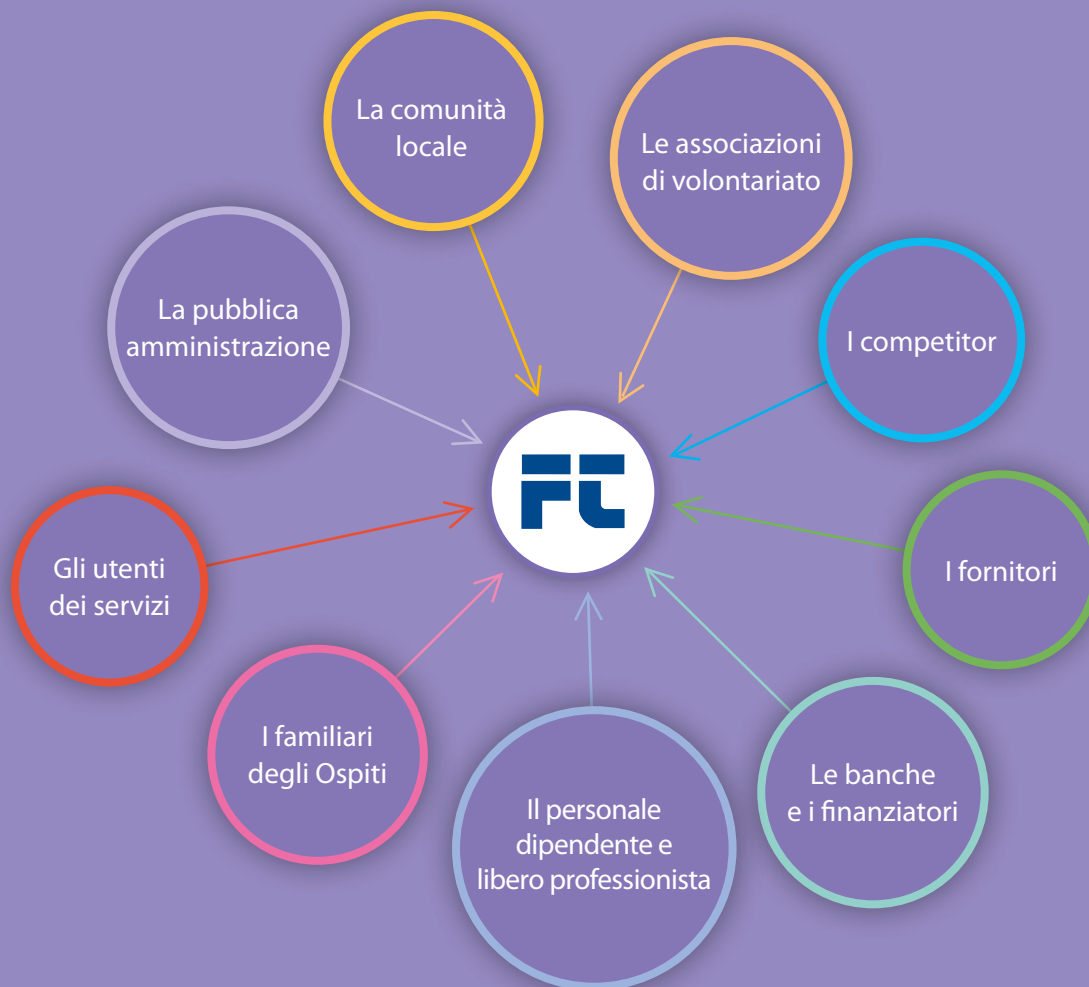 La comunità
locale
Le associazioni
di volontariato
La pubblica
amministrazione
I competitor
FT
Gli utenti
dei servizi
I fornitori
I familiari
degli Ospiti
Il personale
dipendente e
libero professionista
Le banche
e i finanziatori